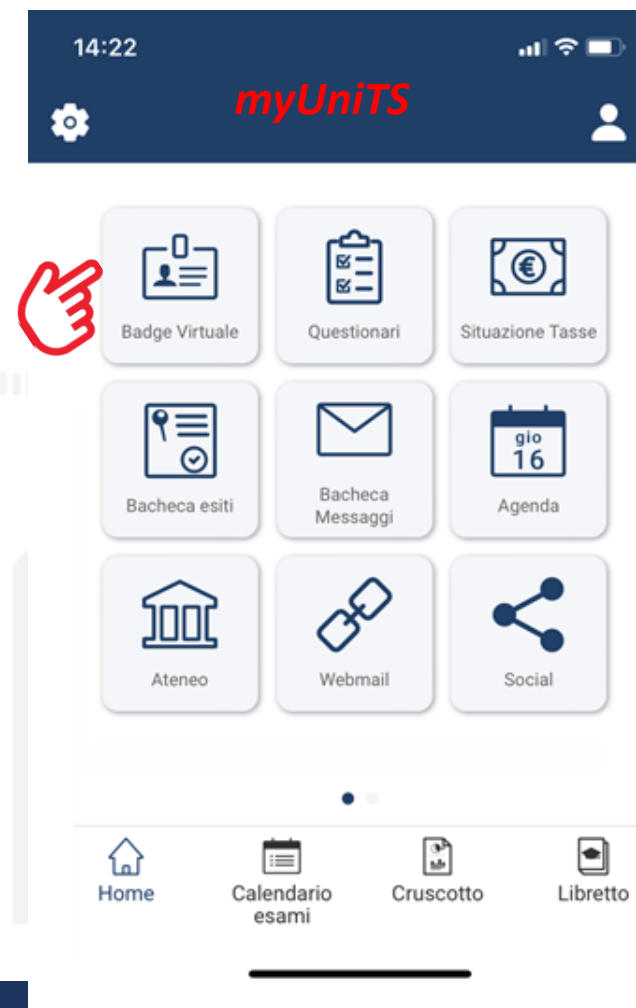 14:22
myUniTS
Badge Virtuale
Questionari
Situazione Tasse
Bacheca esiti
Bacheca
Messaggi
gio
16
Agenda
Ateneo
Webmail
Social
Home
Calendario
esami
Cruscotto
Libretto